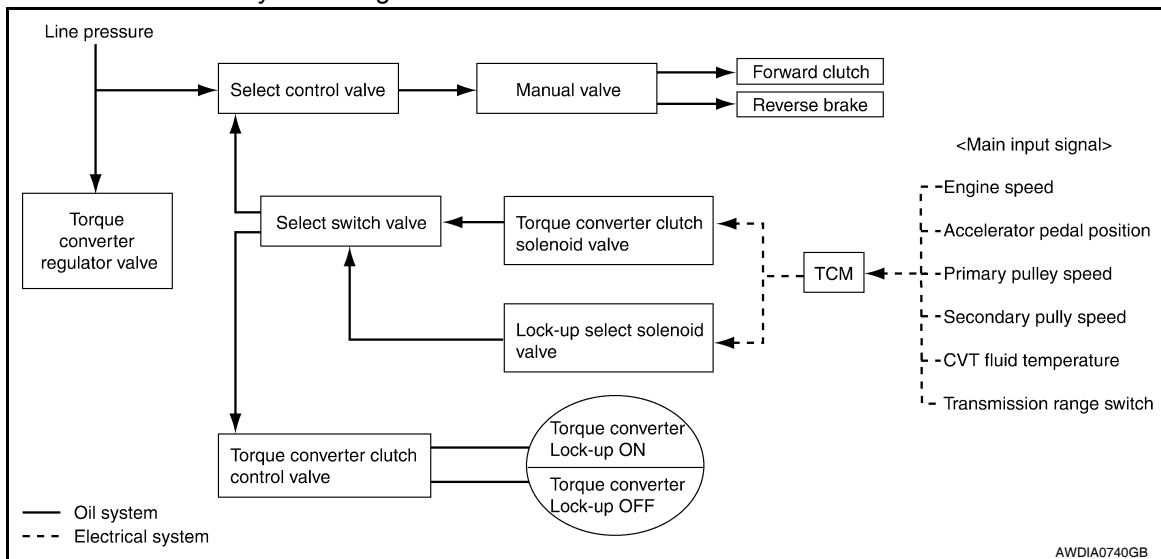 Line pressure
Select control valve
Manual valve
Forward clutch
Reverse brake
<Main input signal>
Torque
converter
regulator valve
Select switch valve
Torque converter clutch
solenoid valve
Lock-up select solenoid
valve
TCM
Engine speed
Accelerator pedal position
Primary pulley speed
Secondary pully speed
CVT fluid temperature
Transmission range switch
Torque converter clutch
control valve
Torque converter
Lock-up ON
Torque converter
Lock-up OFF
Oil system
Electrical system
AWDIA0740GB